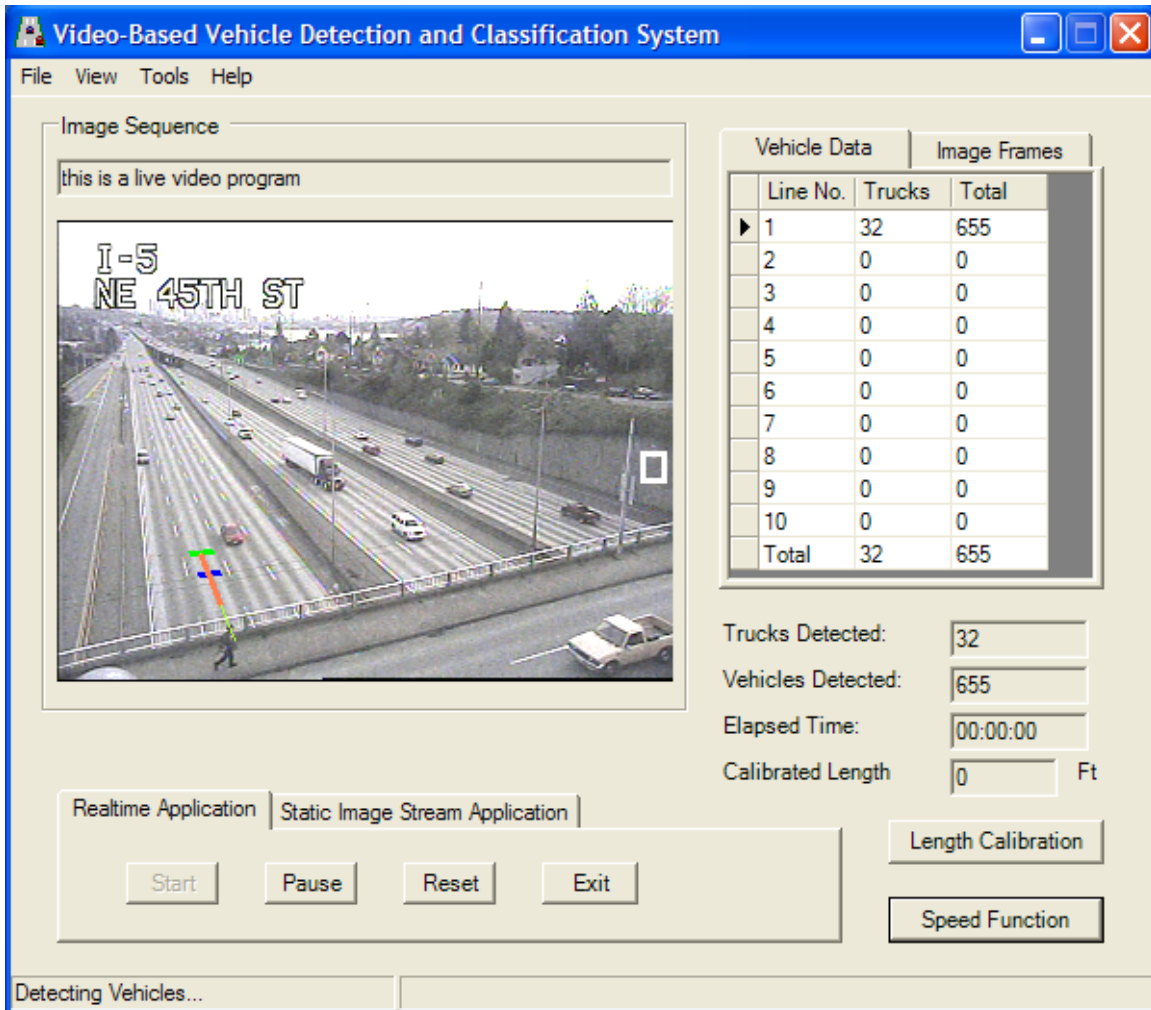 Video-Based Vehicle Detection and Classification System
File View Tools Help
Image Sequence
this is a live video program
I-5
NE 45TH ST
Vehicle Data Image Frames
Line No. Trucks Total
1 32 655
2 0 0
3 0 0
4 0 0
5 0 0
6 0 0
7 0 0
8 0 0
9 0 0
10 0 0
Total 32 655
Trucks Detected: 32
Vehicles Detected: 655
Elapsed Time: 00:00:00
Calibrated Length 0 Ft
Realtime Application Static Image Stream Application
Start Pause Reset Exit
Length Calibration
Speed Function
Detecting Vehicles...